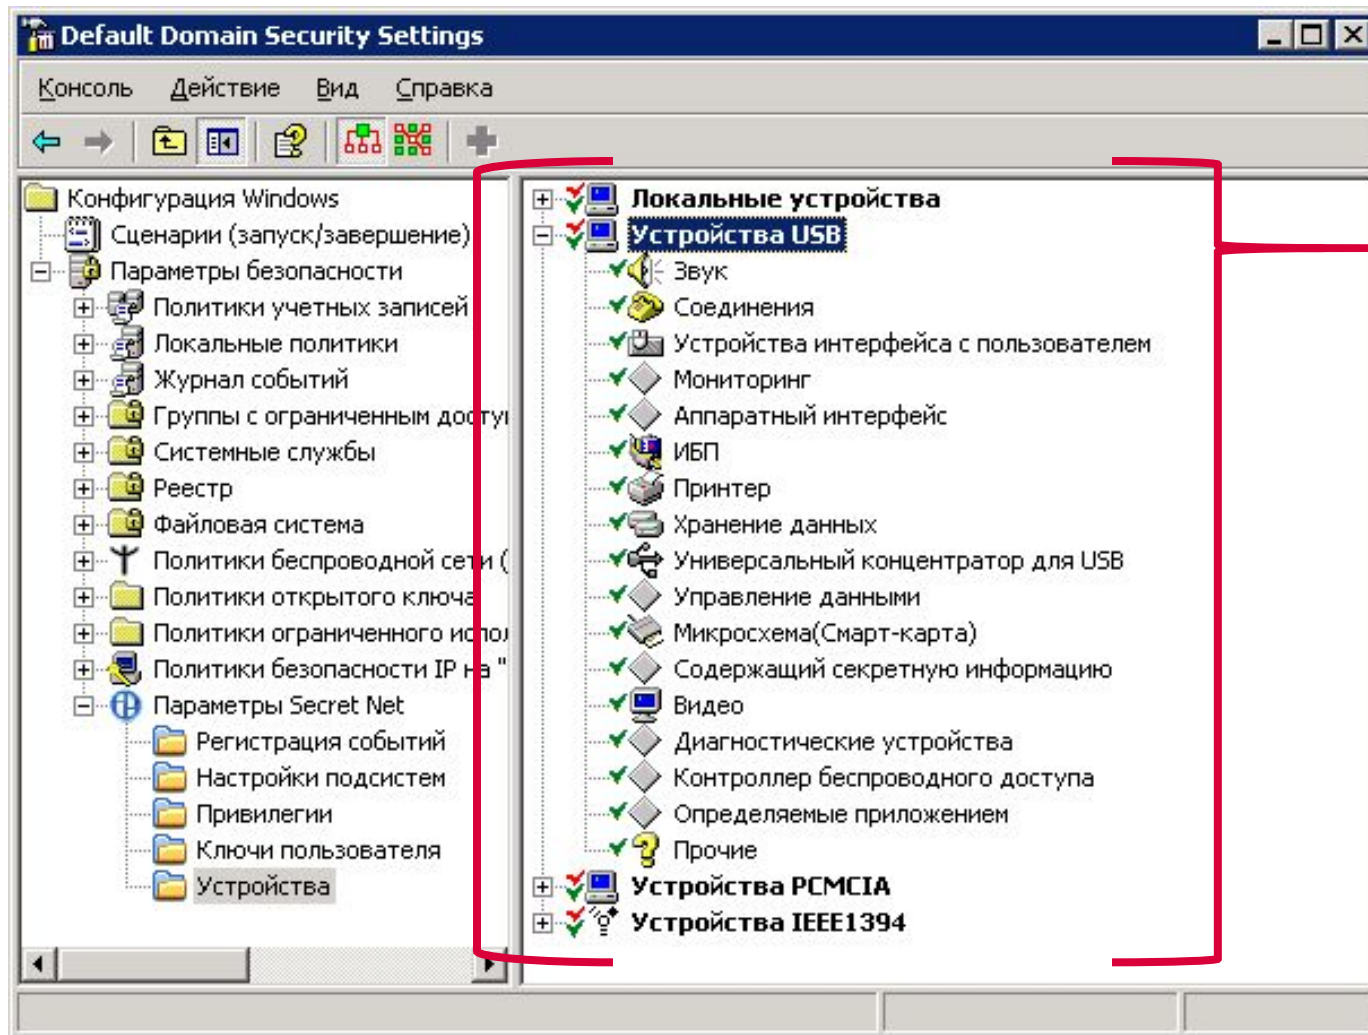 Default Domain Security Settings
Консоль Действие Вид Справка
Конфигурация Windows
Сценарии (запуск/завершение)
Параметры безопасности
Политики учетных записей
Локальные политики
Журнал событий
Группы с ограниченным
Системные службы
Реестр
Файловая система
Политики беспроводной сети (
Политики открытого ключа
Политики ограниченного
Политики безопасности IP на "
Параметры Secret Net
Регистрация событий
Настройки подсистем
Привилегии
Ключи пользователя
Устройства
Локальные устройства
Устройства USB
Звук
Соединения
Устройства интерфейса с пользователем
Мониторинг
Аппаратный интерфейс
ИБП
Принтер
Хранение данных
Универсальный концентратор для USB
Управление данными
Микросхема(Смарт-карта)
Содержащий секретную информацию
Видео
Диагностические устройства
Контроллер беспроводного доступа
Определяемые приложением
Прочие
Устройства PCMCIA
Устройства IEEE1394